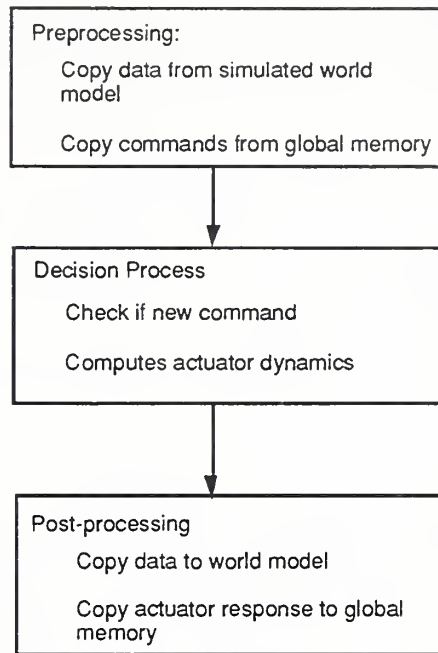 Preprocessing:
Copy data from simulated world
model
Copy commands from global memory
Decision Process
Check if new command
Computes actuator dynamics
Post-processing
Copy data to world model
Copy actuator response to global
memory